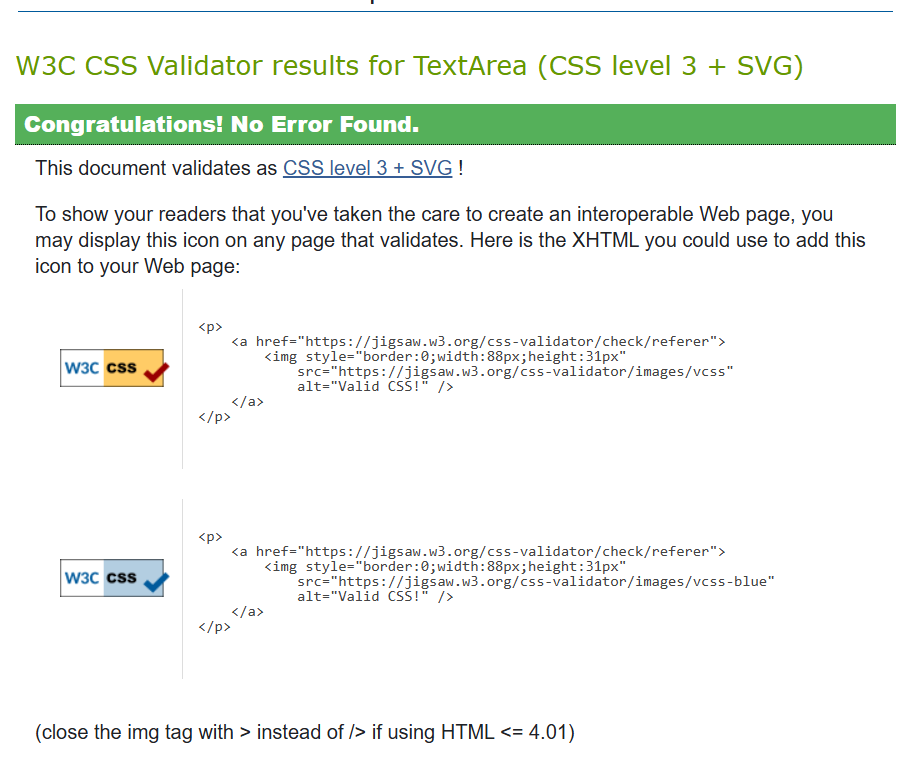 W3C CSS Validator results for TextArea (CSS level 3 + SVG)
Congratulations! No Error Found.
This document validates as CSS level 3 + SVG !
To show your readers that you've taken the care to create an interoperable Web page, you
may display this icon on any page that validates. Here is the XHTML you could use to add this
icon to your Web page:
W3C css
<p>
    <a href="https://jigsaw.w3.org/css-validator/check/referer">
        <img style="border:0;width:88px;height:31px"
            src="https://jigsaw.w3.org/css-validator/images/vcss"
            alt="Valid CSS!" />
    </a>
</p>
W3C css
<p>
    <a href="https://jigsaw.w3.org/css-validator/check/referer">
        <img style="border:0;width:88px;height:31px"
            src="https://jigsaw.w3.org/css-validator/images/vcss-blue"
            alt="Valid CSS!" />
    </a>
</p>
(close the img tag with > instead of /> if using HTML <= 4.01)